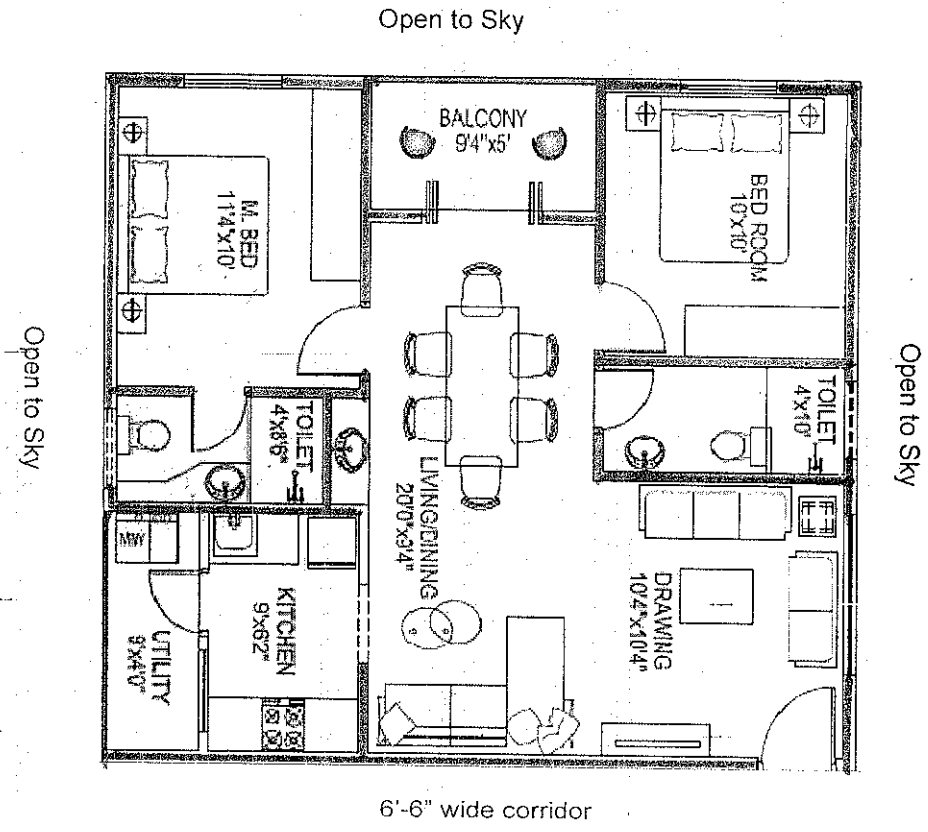 Open to Sky
BALCONY
9'4"x5'
M. BED
11'4"x10'
BED ROOM
10'x10'
Open to Sky
Open to Sky
TOILET
4'x8'6"
TOILET
4'x10'
LIVING/DINING
20'0"x9'4"
DRAWING
10'4"x10'4"
MW
KITCHEN
9'x6'2"
UTILITY
9'x4'0"
6'-6" wide corridor